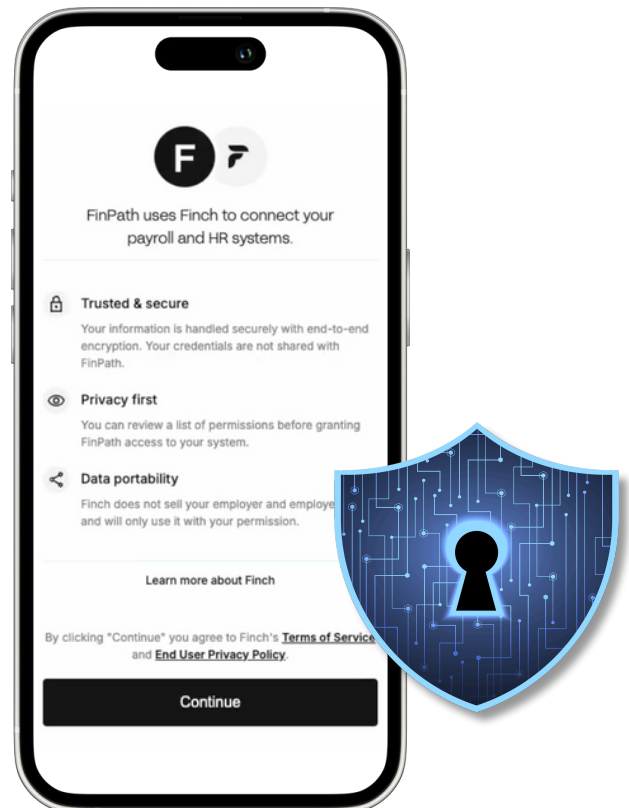 F
FinPath uses Finch to connect your
payroll and HR systems.
Trusted & secure
Your information is handled securely with end-to-end
encryption. Your credentials are not shared with
FinPath.
Privacy first
You can review a list of permissions before granting
FinPath access to your system.
Data portability
Finch does not sell your employer and employe
and will only use it with your permission.
Learn more about Finch
By clicking "Continue" you agree to Finch's Terms of Service
and End User Privacy Policy.
Continue